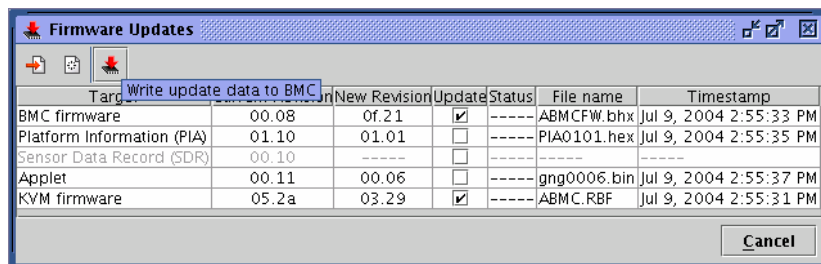 Firmware Updates
Write update data to BMC
Target Current Revision New Revision Update Status File name Timestamp
BMC firmware 00.08 0f.21 ----- ABMCFW.bhx Jul 9, 2004 2:55:33 PM
Platform Information (PIA) 01.10 01.01 ----- PIA0101.hex Jul 9, 2004 2:55:35 PM
Sensor Data Record (SDR) 00.10 ----- ----- ----- -----
Applet 00.11 00.06 ----- gng0006.bin Jul 9, 2004 2:55:37 PM
KVM firmware 05.2a 03.29 ----- ABMC.RBF Jul 9, 2004 2:55:31 PM
Cancel